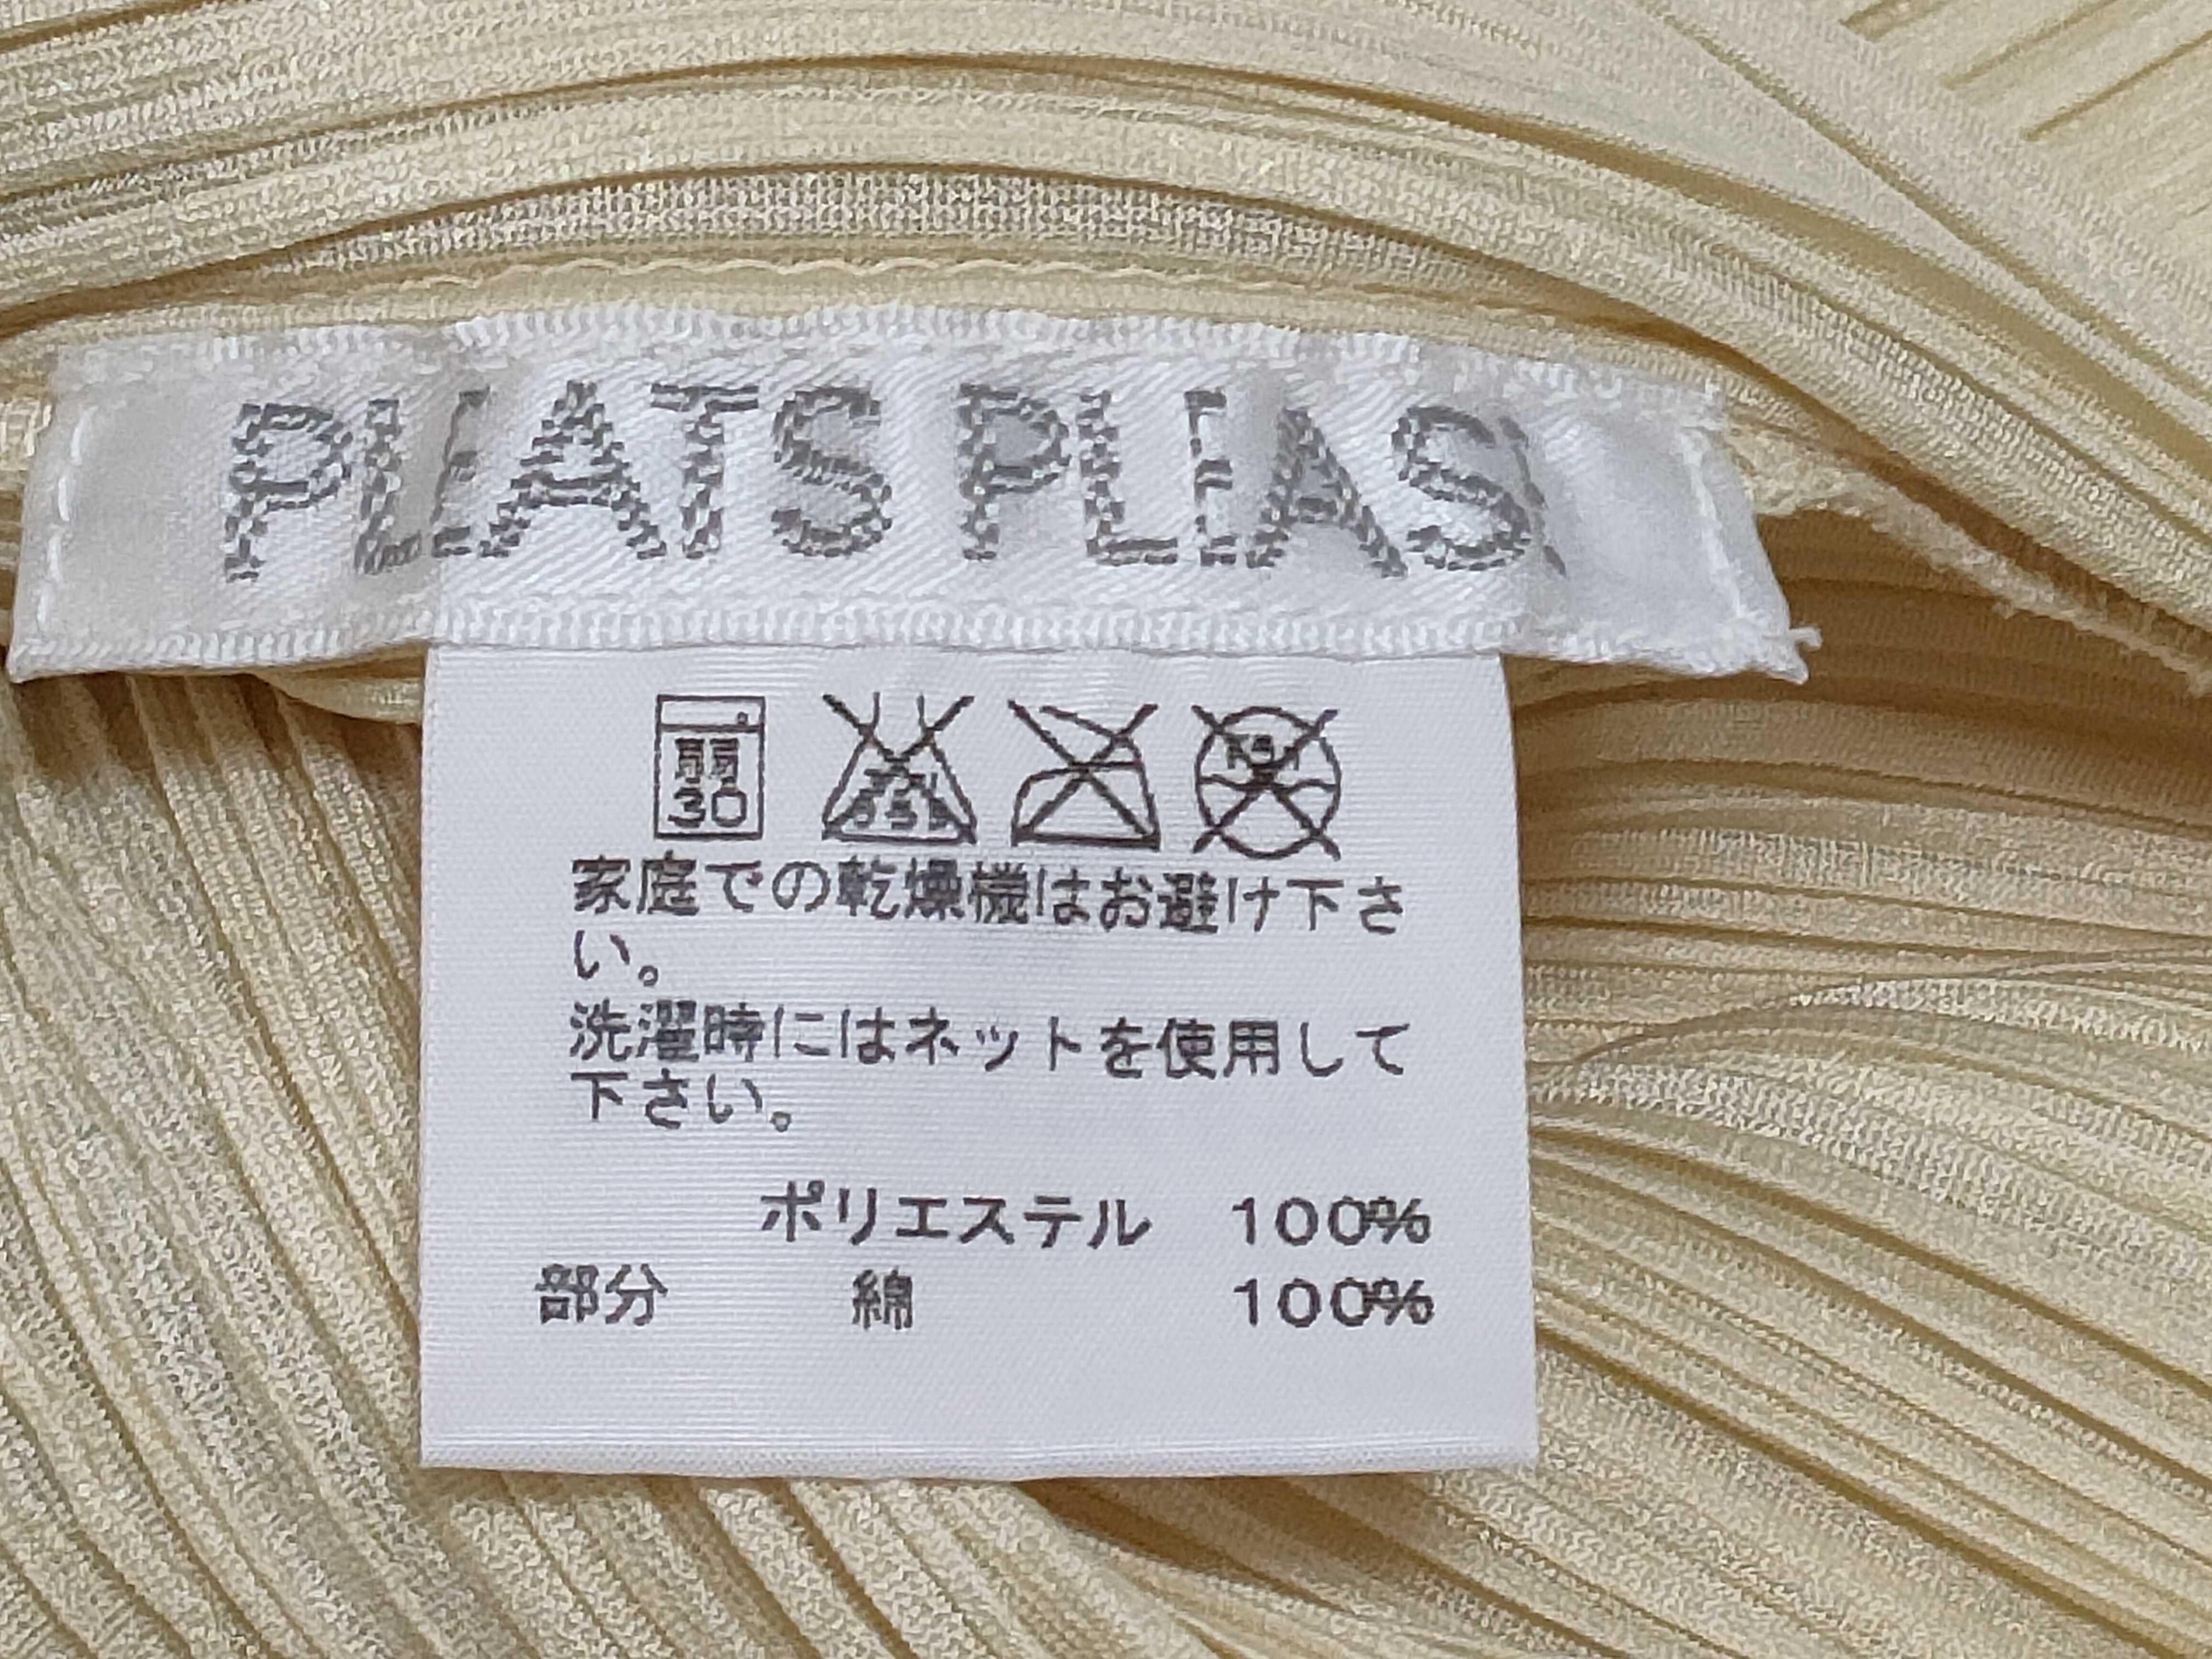 PLEATS PLEAS
弱
30
家庭での乾燥機はお避け下さ
い。
洗濯時にはネットを使用して
下さい。
ポリエステル 100%
部分 綿 100%